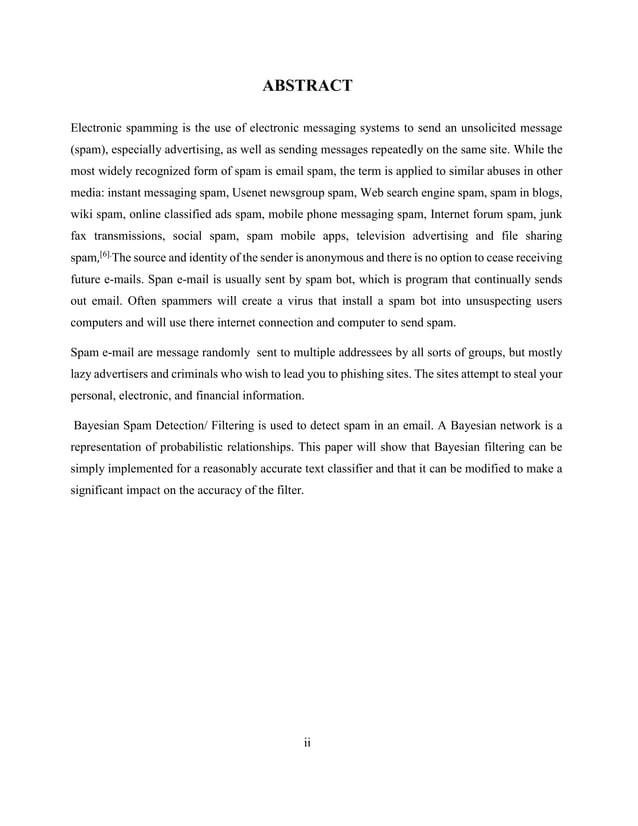 ABSTRACT
Electronic spamming is the use of electronic messaging systems to send an unsolicited message
(spam), especially advertising, as well as sending messages repeatedly on the same site. While the
most widely recognized form of spam is email spam, the term is applied to similar abuses in other
media: instant messaging spam, Usenet newsgroup spam, Web search engine spam, spam in blogs,
wiki spam, online classified ads spam, mobile phone messaging spam, Internet forum spam, junk
fax transmissions, social spam, spam mobile apps, television advertising and file sharing
spam,[6].The source and identity of the sender is anonymous and there is no option to cease receiving
future e-mails. Span e-mail is usually sent by spam bot, which is program that continually sends
out email. Often spammers will create a virus that install a spam bot into unsuspecting users
computers and will use there internet connection and computer to send spam.
Spam e-mail are message randomly sent to multiple addressees by all sorts of groups, but mostly
lazy advertisers and criminals who wish to lead you to phishing sites. The sites attempt to steal your
personal, electronic, and financial information.
Bayesian Spam Detection/ Filtering is used to detect spam in an email. A Bayesian network is a
representation of probabilistic relationships. This paper will show that Bayesian filtering can be
simply implemented for a reasonably accurate text classifier and that it can be modified to make a
significant impact on the accuracy of the filter.
ii